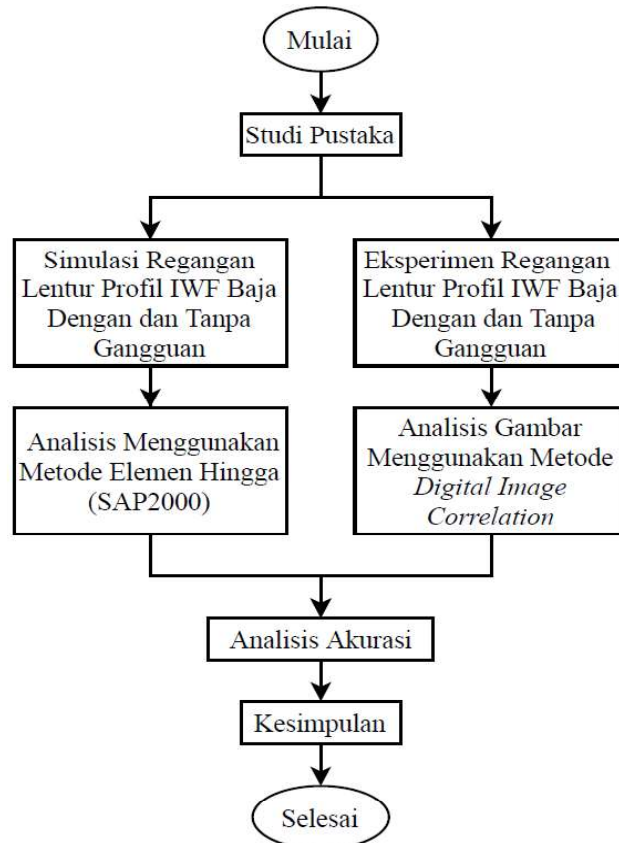 Mulai
Studi Pustaka
Simulasi Regangan
Lentur Profil IWF Baja
Dengan dan Tanpa
Gangguan
Eksperimen Regangan
Lentur Profil IWF Baja
Dengan dan Tanpa
Gangguan
Analisis Menggunakan
Metode Elemen Hingga
(SAP2000)
Analisis Gambar
Menggunakan Metode
Digital Image
Correlation
Analisis Akurasi
Kesimpulan
Selesai